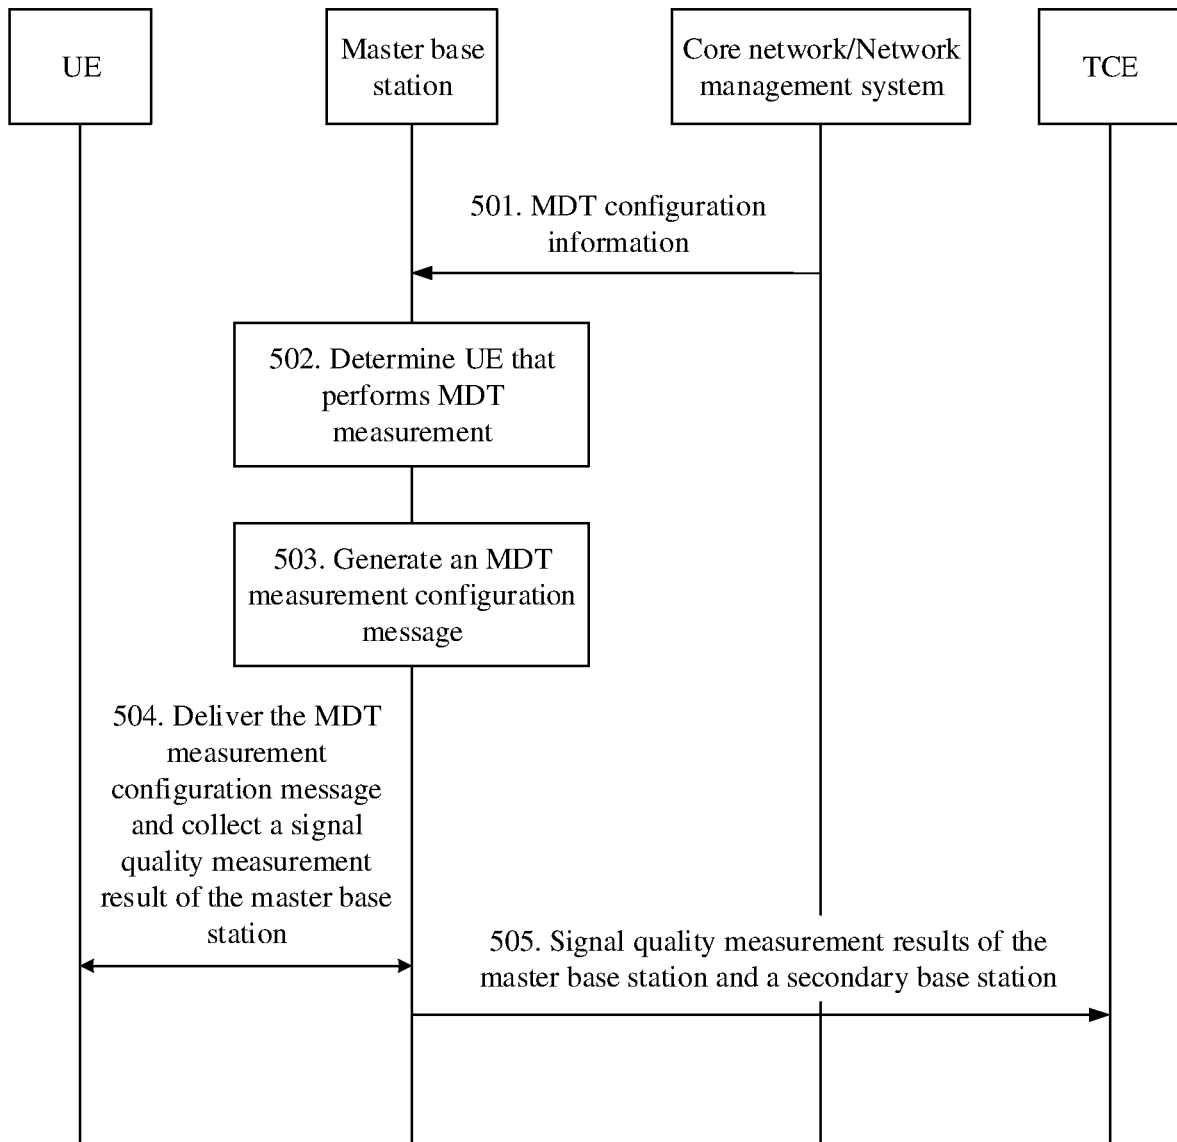 UE
Master base
station
Core network/Network
management system
TCE
501. MDT configuration
information
502. Determine UE that
performs MDT
measurement
503. Generate an MDT
measurement configuration
message
504. Deliver the MDT
measurement
configuration message
and collect a signal
quality measurement
result of the master base
station
505. Signal quality measurement results of the
master base station and a secondary base station